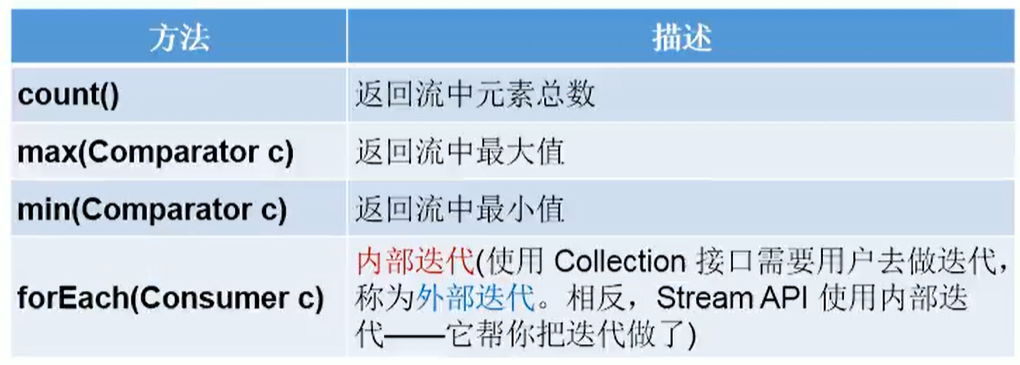 方法 描述
count() 返回流中元素总数
max(Comparator c) 返回流中最大值
min(Comparator c) 返回流中最小值
forEach(Consumer c) 内部迭代(使用 Collection 接口需要用户去做迭代，
称为外部迭代。相反，Stream API 使用内部迭
代——它帮你把迭代做了)